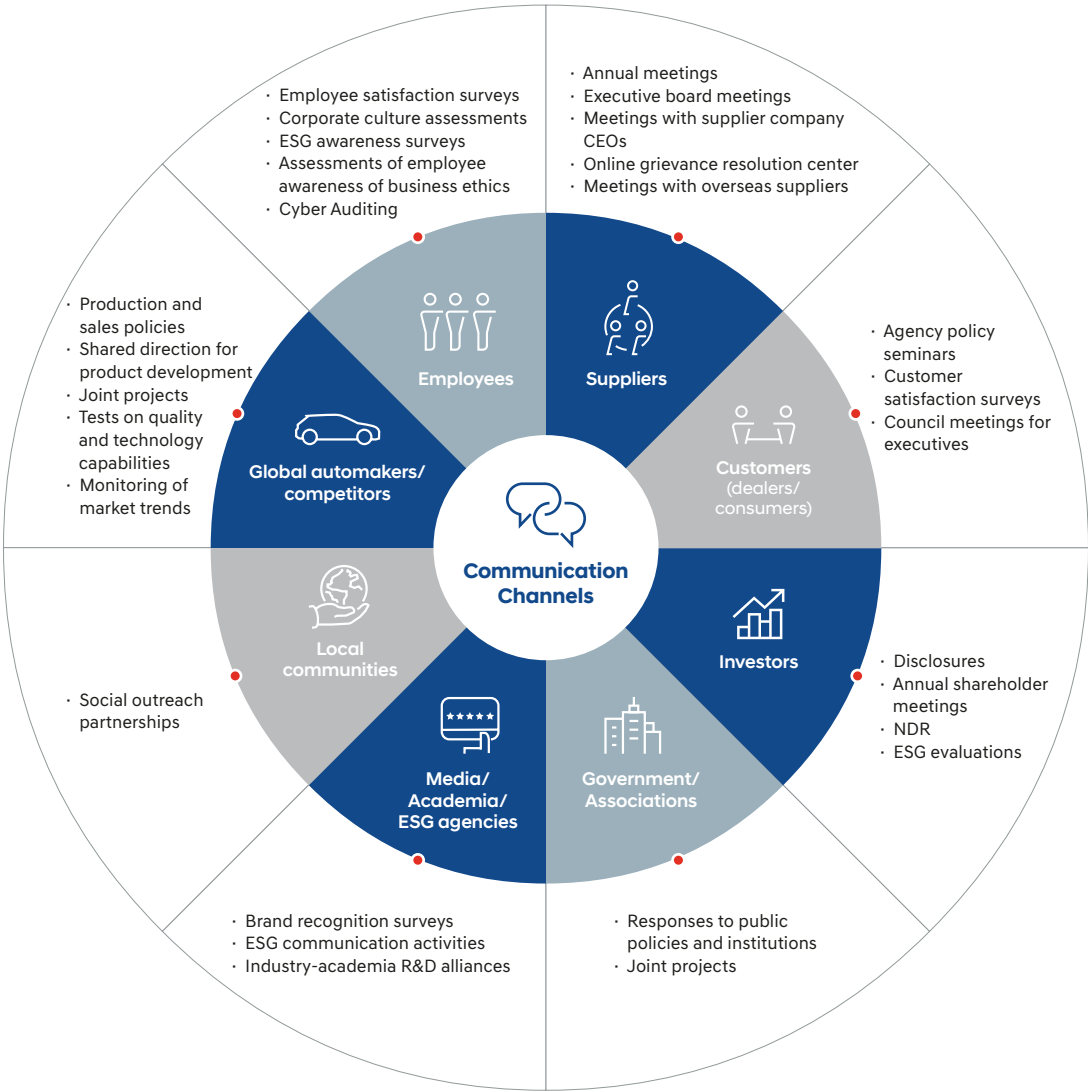 · Employee satisfaction surveys
· Corporate culture assessments
· ESG awareness surveys
· Assessments of employee
awareness of business ethics
· Cyber Auditing
· Annual meetings
· Executive board meetings
· Meetings with supplier company
CEOs
· Online grievance resolution center
· Meetings with overseas suppliers
· Production and
sales policies
· Shared direction for
product development
· Joint projects
· Tests on quality
and technology
capabilities
· Monitoring of
market trends
· Agency policy
seminars
· Customer
satisfaction surveys
· Council meetings for
executives
Employees
Suppliers
Global automakers/
competitors
Customers
(dealers/
consumers)
Communication
Channels
Local
communities
Investors
Media/
Academia/
ESG agencies
Government/
Associations
· Social outreach
partnerships
· Disclosures
· Annual shareholder
meetings
· NDR
· ESG evaluations
· Brand recognition surveys
· ESG communication activities
· Industry-academia R&D alliances
· Responses to public
policies and institutions
· Joint projects